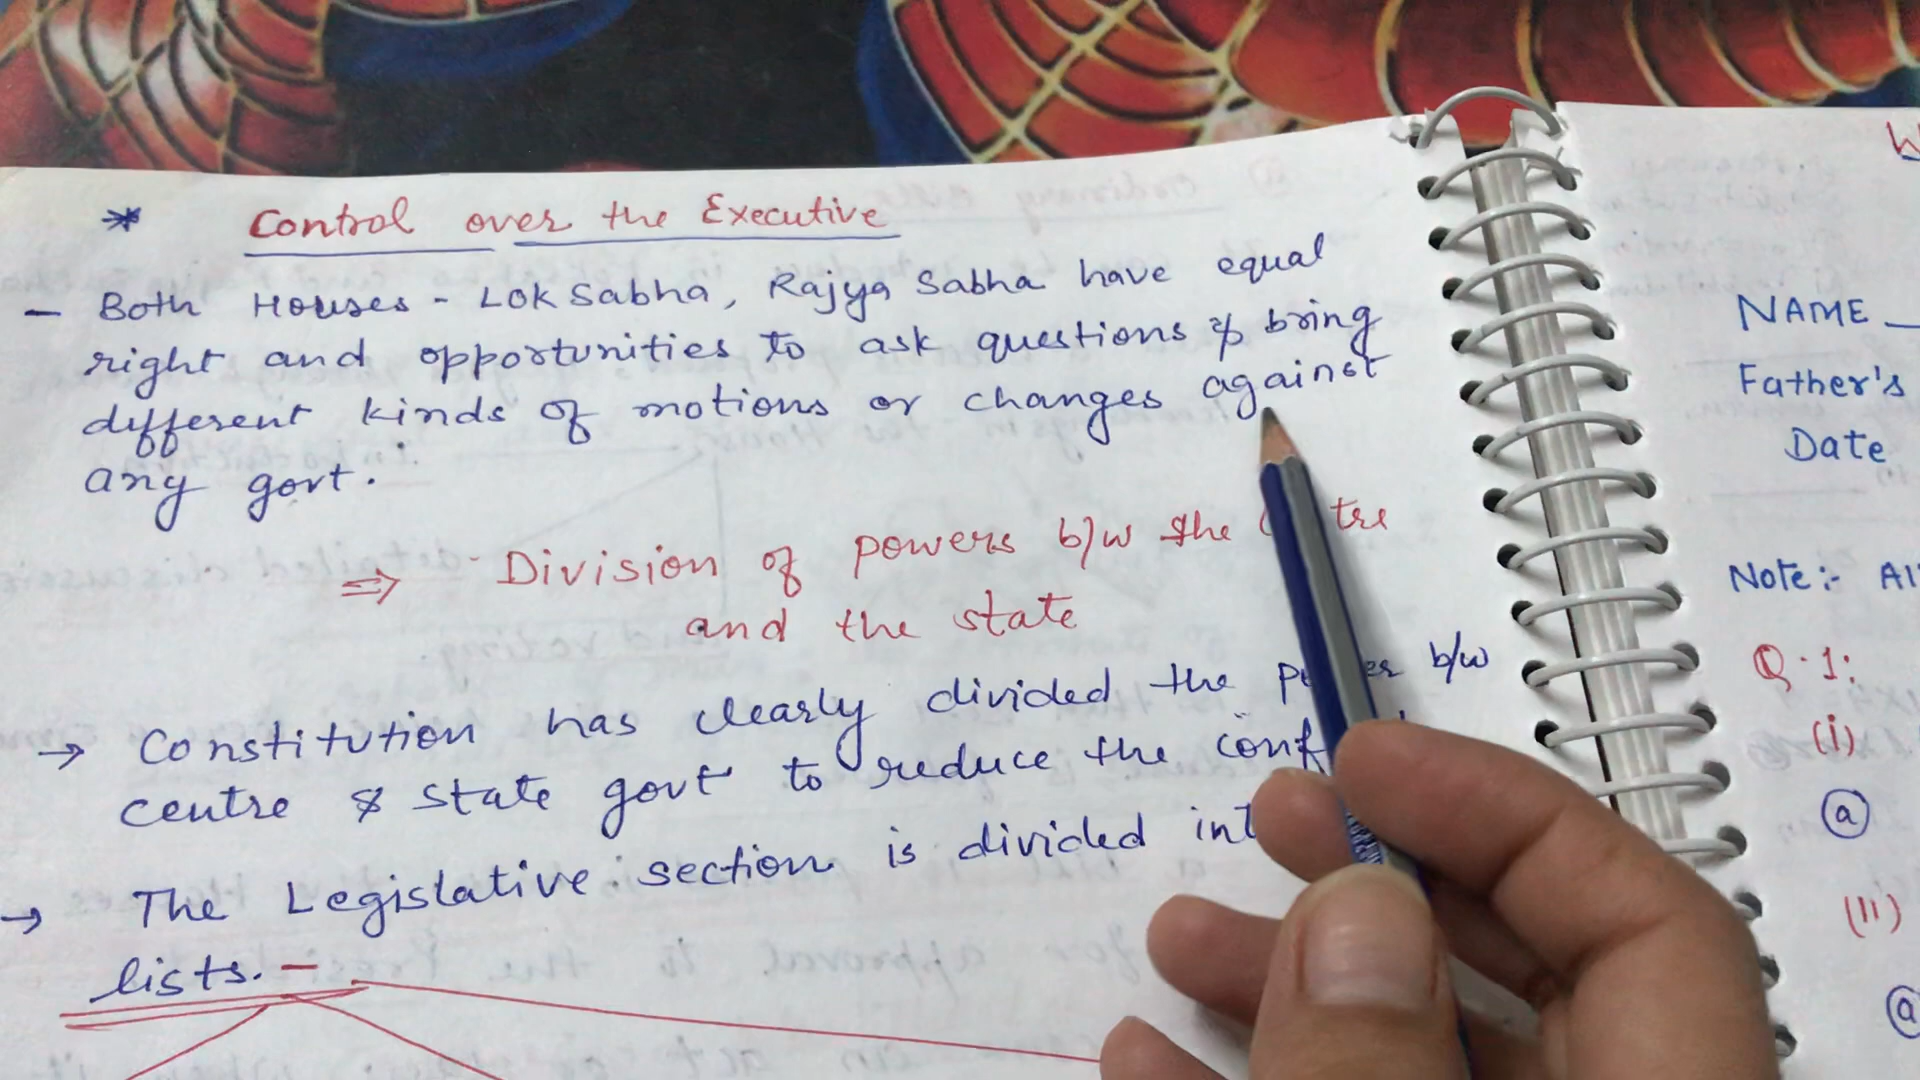 * Control over the Executive
- Both Houses - Lok Sabha, Rajya Sabha have equal
right and opportunities to ask questions & bring
different kinds of motions or changes against
any govt.
⇒ Division of powers b/w the
and the state
→ Constitution has clearly divided the b/w
centre & state govt to reduce the
→ The Legislative section is divided
lists. -
NAME
Father's
Date
Note:-
Q.1:
(i)
(a)
(ii)
(a)